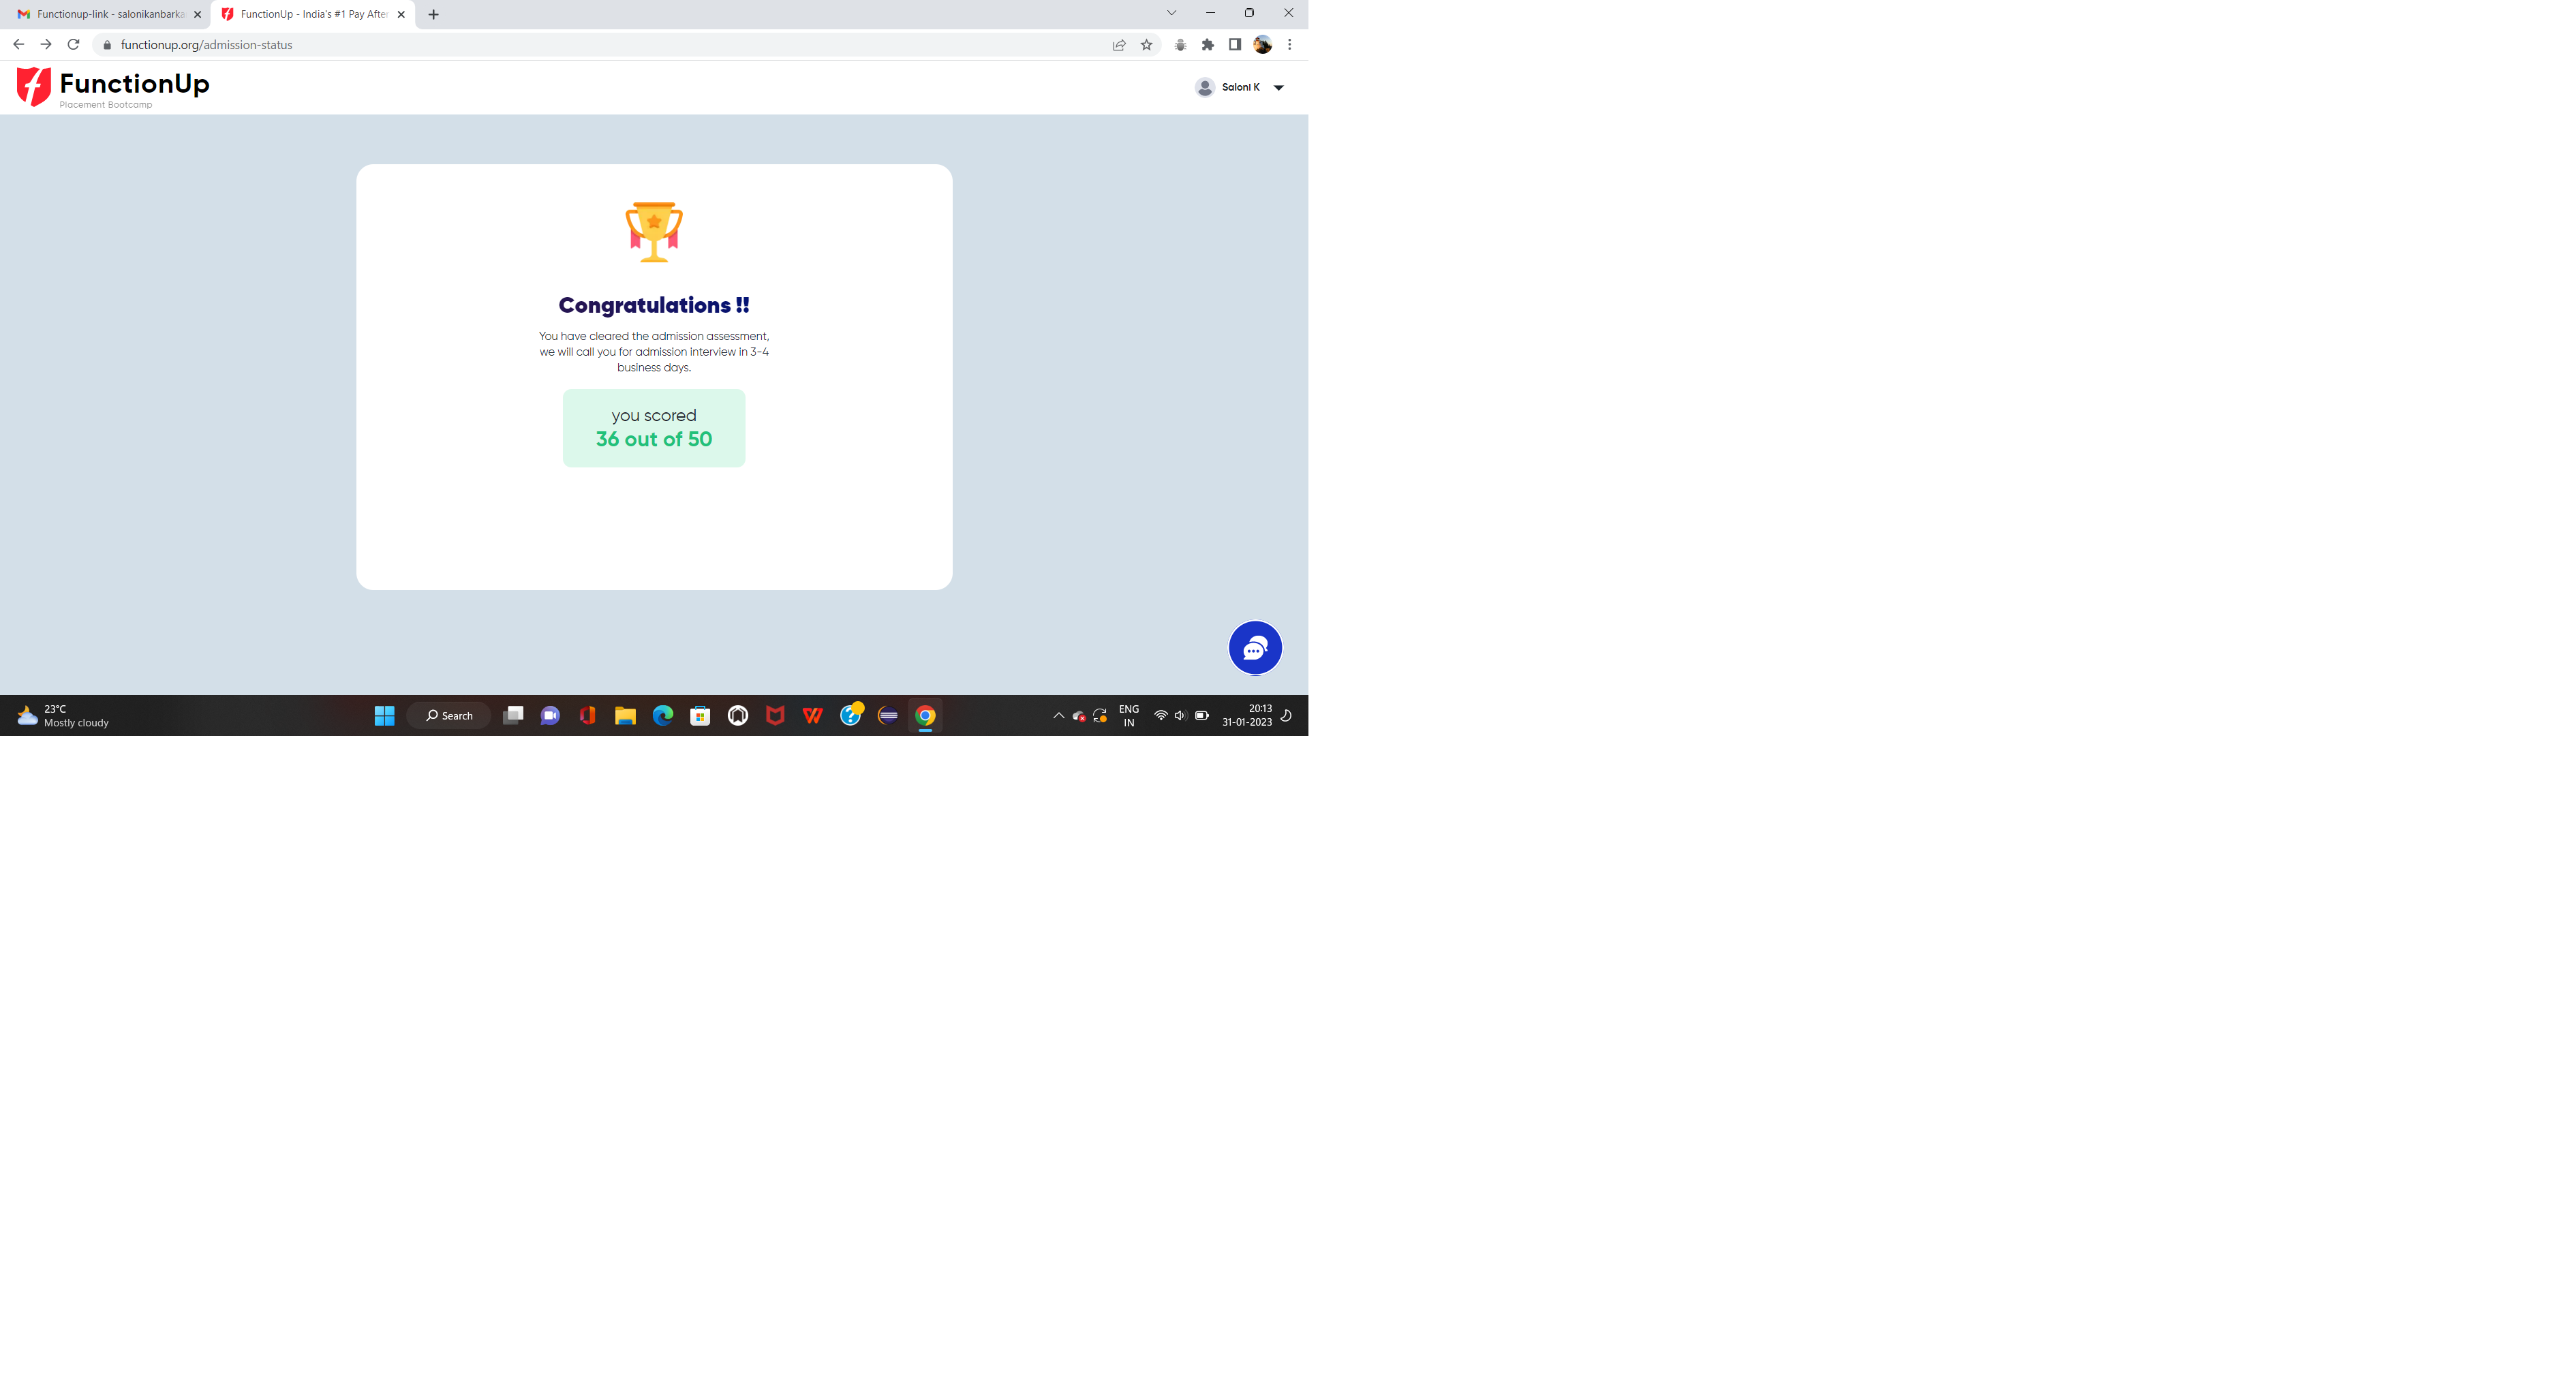 Functionup-link - salonikanbarka
FunctionUp - India's #1 Pay After
functionup.org/admission-status
FunctionUp
Placement Bootcamp
Saloni K
Congratulations !!
You have cleared the admission assessment,
we will call you for admission interview in 3-4
business days.
you scored
36 out of 50
23°C
Mostly cloudy
Search
ENG
IN
20:13
31-01-2023